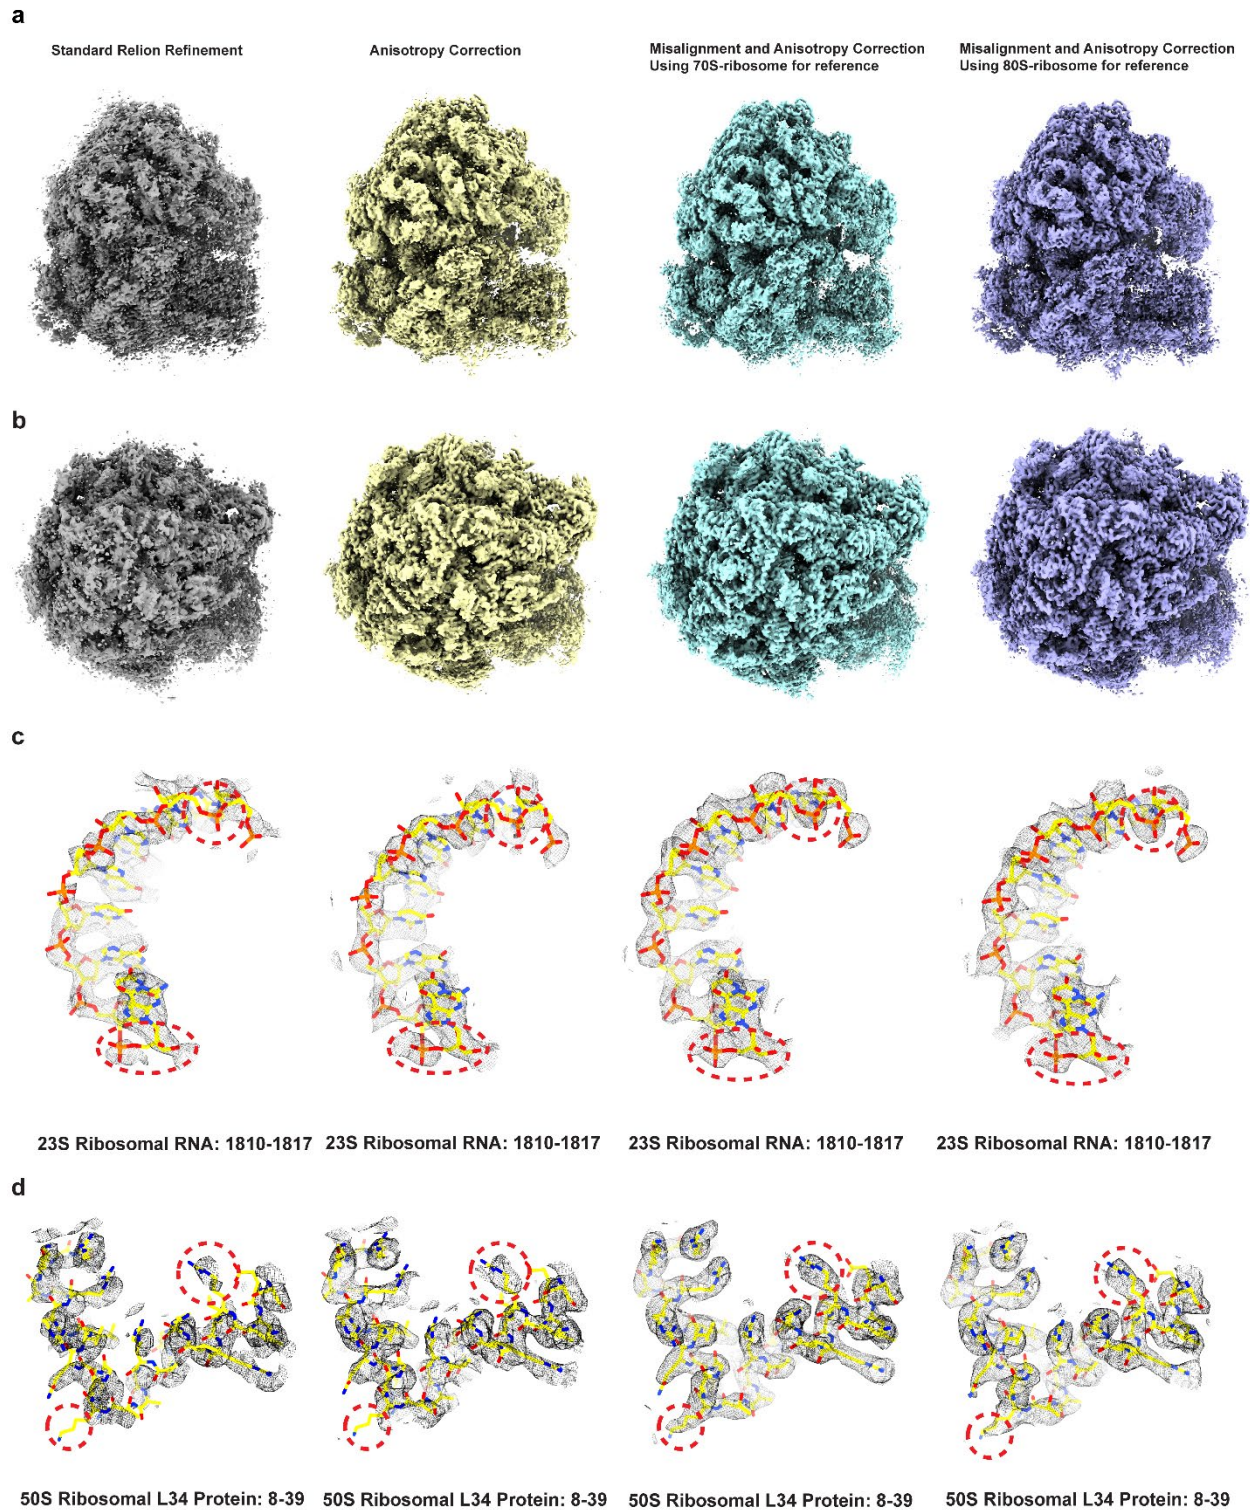 a
Standard Relion Refinement
Anisotropy Correction
Misalignment and Anisotropy Correction
Using 70S-ribosome for reference
Misalignment and Anisotropy Correction
Using 80S-ribosome for reference
b
c
23S Ribosomal RNA: 1810-1817
23S Ribosomal RNA: 1810-1817
23S Ribosomal RNA: 1810-1817
23S Ribosomal RNA: 1810-1817
d
50S Ribosomal L34 Protein: 8-39
50S Ribosomal L34 Protein: 8-39
50S Ribosomal L34 Protein: 8-39
50S Ribosomal L34 Protein: 8-39